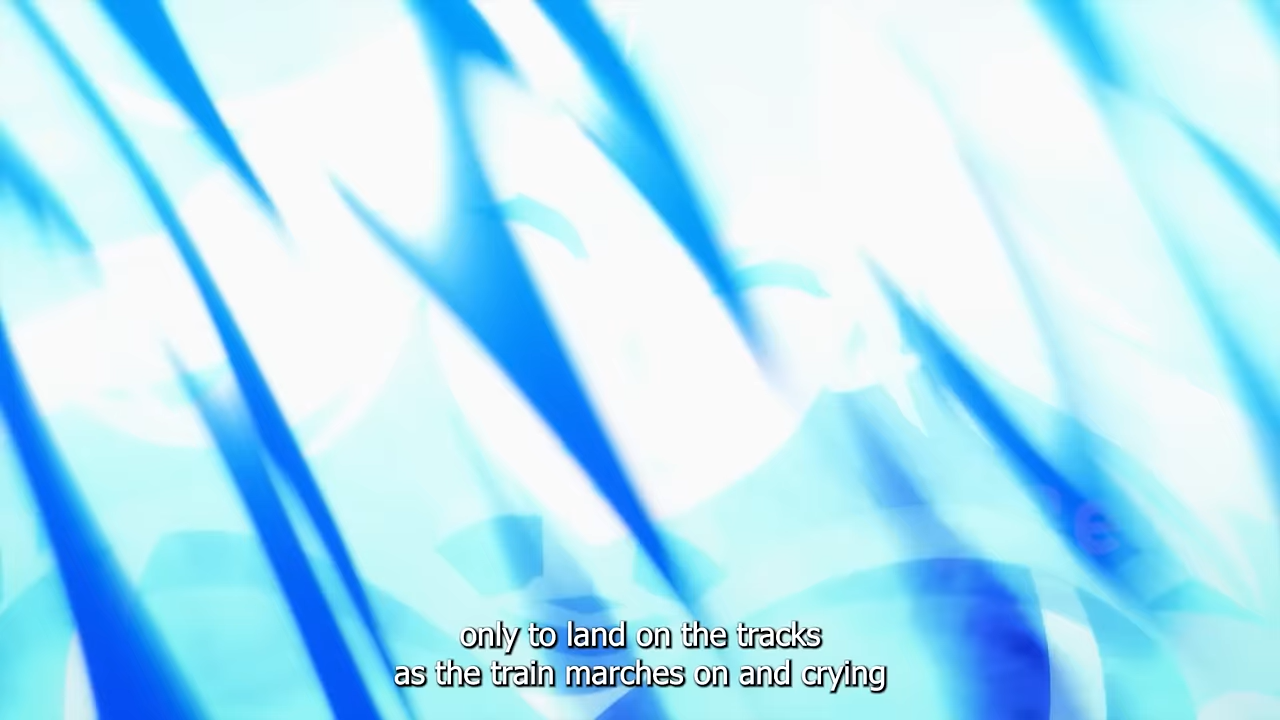 only to land on the tracks
as the train marches on and crying